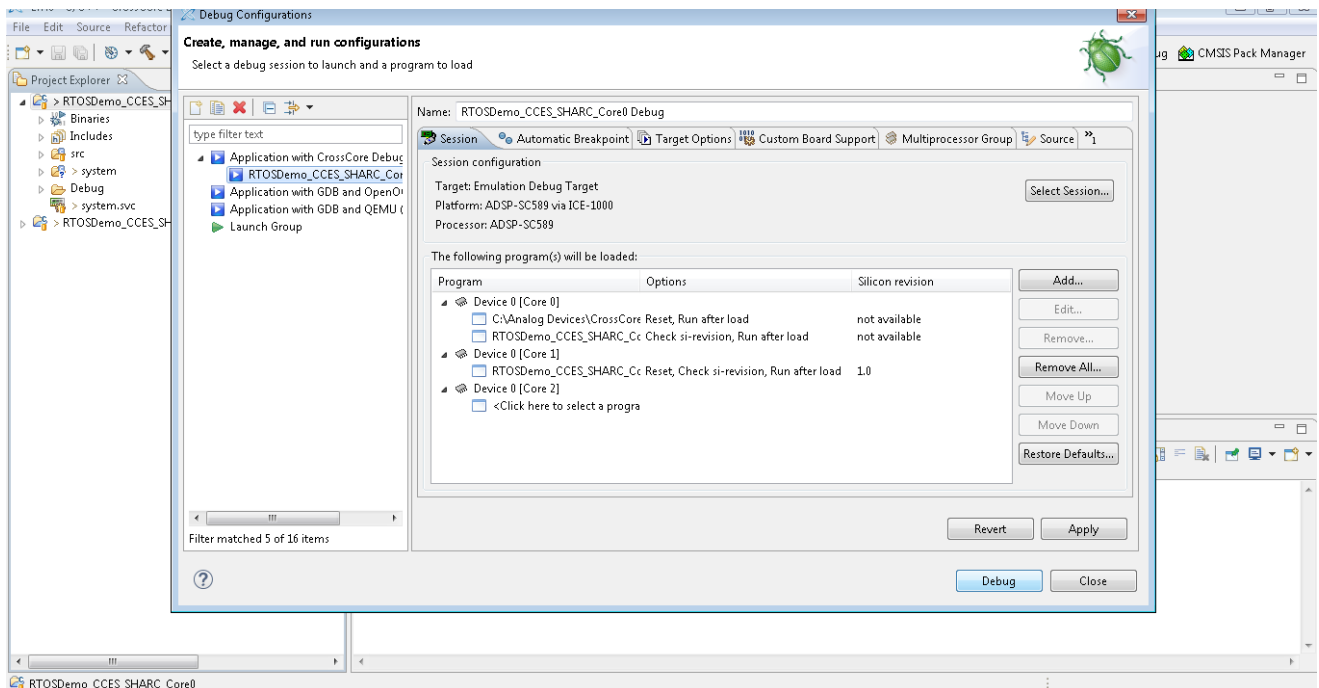 Debug Configurations
File Edit Source Refactor
Create, manage, and run configurations
Select a debug session to launch and a program to load
CMSIS Pack Manager
Project Explorer
> RTOSDemo_CCES_SH
Binaries
Includes
src
> system
Debug
> system.svc
> RTOSDemo_CCES_SH
type filter text
Application with CrossCore Debug
RTOSDemo_CCES_SHARC_Cor
Application with GDB and OpenO
Application with GDB and QEMU (
Launch Group
Filter matched 5 of 16 items
Name: RTOSDemo_CCES_SHARC_Core0 Debug
Session Automatic Breakpoint Target Options Custom Board Support Multiprocessor Group Source »1
Session configuration
Target: Emulation Debug Target
Platform: ADSP-SC589 via ICE-1000
Processor: ADSP-SC589
Select Session...
The following program(s) will be loaded:
Program Options Silicon revision
Device 0 [Core 0]
C:\Analog Devices\CrossCore Reset, Run after load not available
RTOSDemo_CCES_SHARC_Cc Check si-revision, Run after load not available
Device 0 [Core 1]
RTOSDemo_CCES_SHARC_Cc Reset, Check si-revision, Run after load 1.0
Device 0 [Core 2]
<Click here to select a progra
Add...
Edit...
Remove...
Remove All...
Move Up
Move Down
Restore Defaults...
Revert Apply
Debug Close
RTOSDemo_CCES_SHARC_Core0